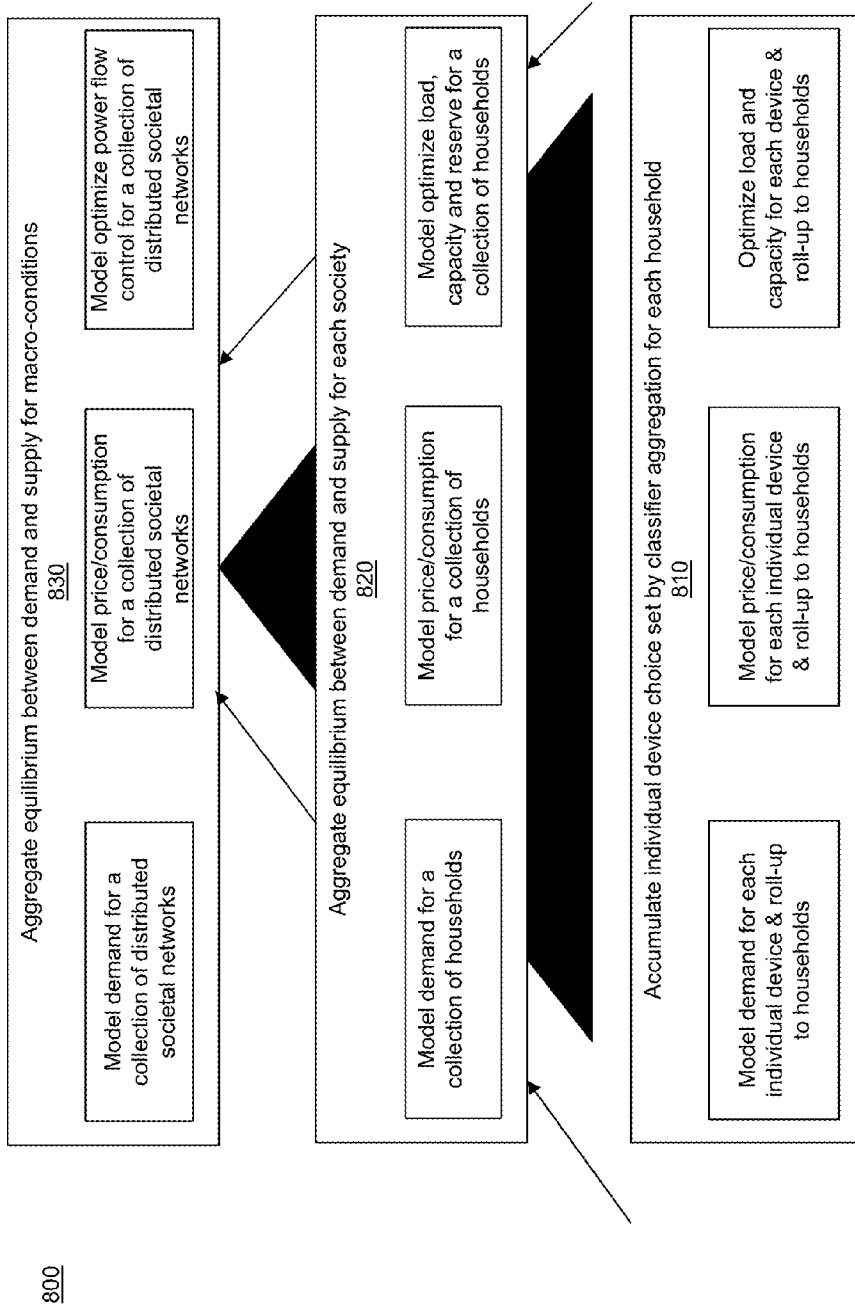 800
Aggregate equilibrium between demand and supply for macro-conditions
830
Model demand for a
collection of distributed
societal networks
Model price/consumption
for a collection of
distributed societal
networks
Model optimize power flow
control for a collection of
distributed societal
networks
Aggregate equilibrium between demand and supply for each society
820
Model demand for a
collection of households
Model price/consumption
for a collection of
households
Model optimize load,
capacity and reserve for a
collection of households
Accumulate individual device choice set by classifier aggregation for each household
810
Model demand for each
individual device & roll-up
to households
Model price/consumption
for each individual device
& roll-up to households
Optimize load and
capacity for each device &
roll-up to households